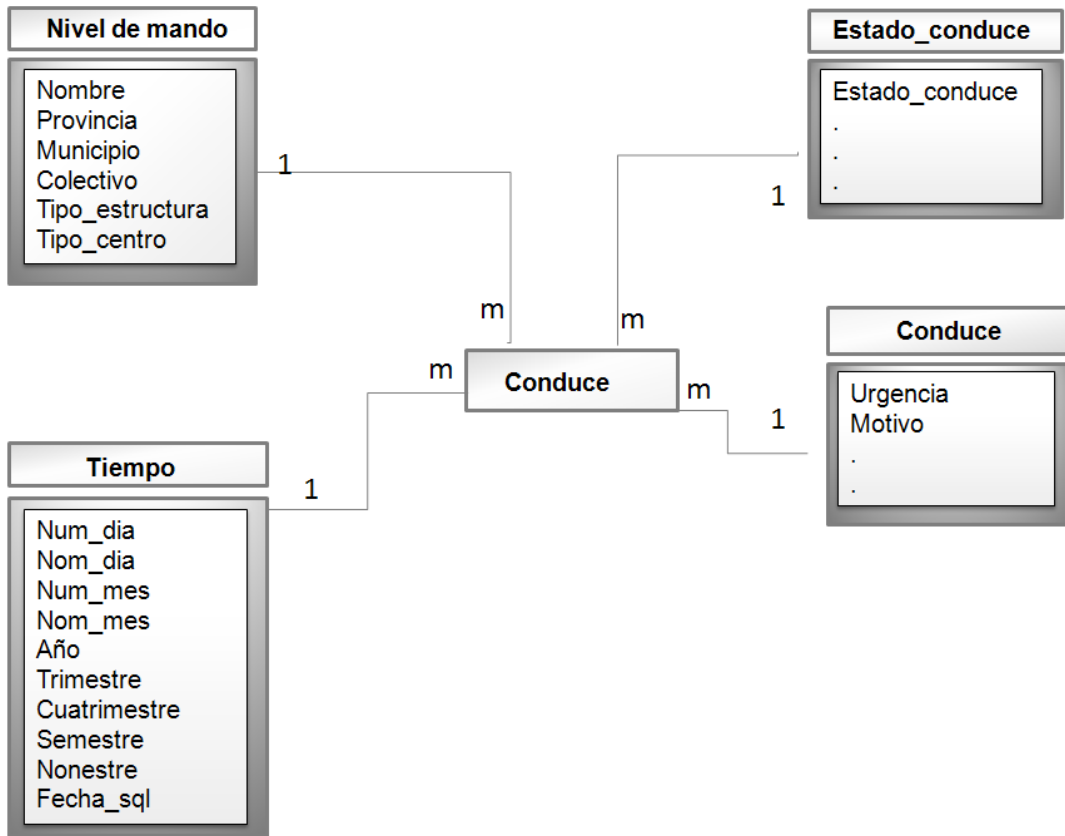 Nivel de mando
Nombre
Provincia
Municipio
Colectivo
Tipo_estructura
Tipo_centro
1
m
Estado_conduce
Estado_conduce
.
.
.
1
m
Conduce
m
m
Conduce
Urgencia
Motivo
.
.
1
Tiempo
1
Num_dia
Nom_dia
Num_mes
Nom_mes
Año
Trimestre
Cuatrimestre
Semestre
Nonestre
Fecha_sql